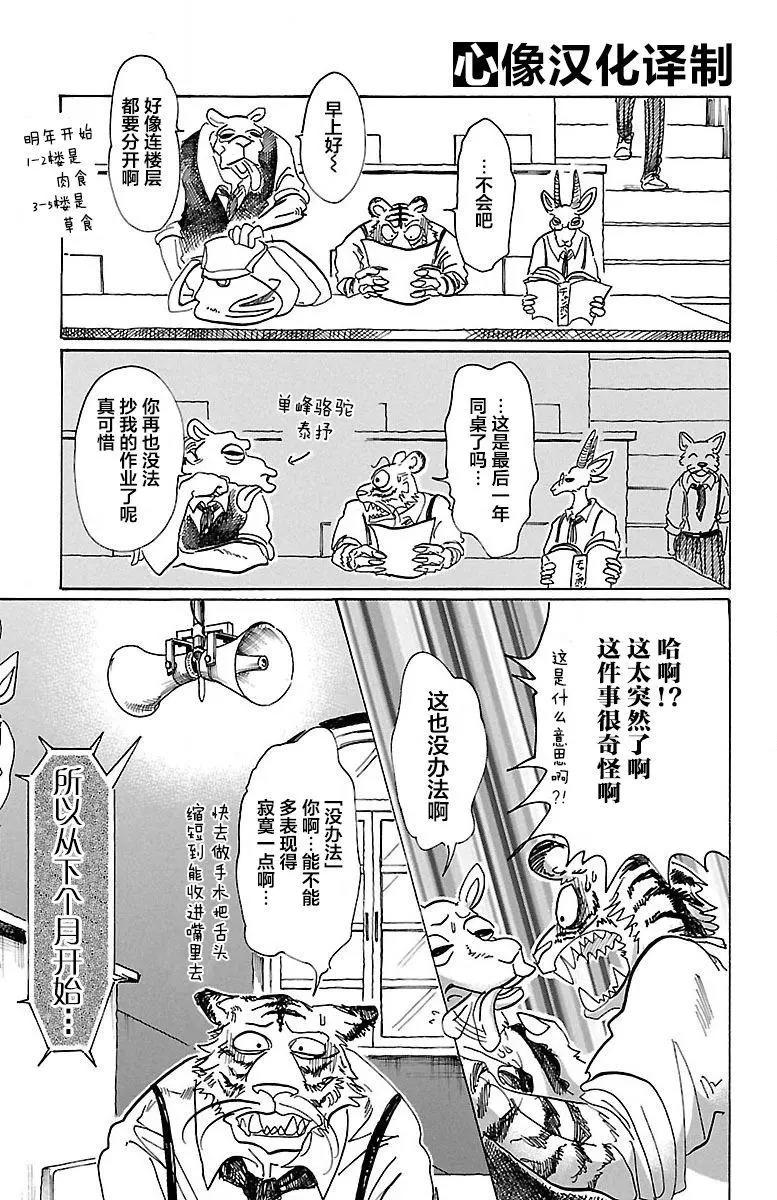 心像汉化译制
早上好~
…不会吧
好像连楼层
都要分开啊
明年开始
1-2楼是
肉食
3-5楼是
草食
…这是最后一年
同桌了吗…
单峰骆驼
泰抒
你再也没法
抄我的作业了呢
真可惜
哈啊!?
这太突然了啊!
这件事很奇怪啊
这是什么意思啊?!
这也没办法啊
「没办法」
你啊…能不能
多表现得
寂寞一点啊…
快去做手术把舌头
缩短到能收进嘴里去
所以从下个月开始…